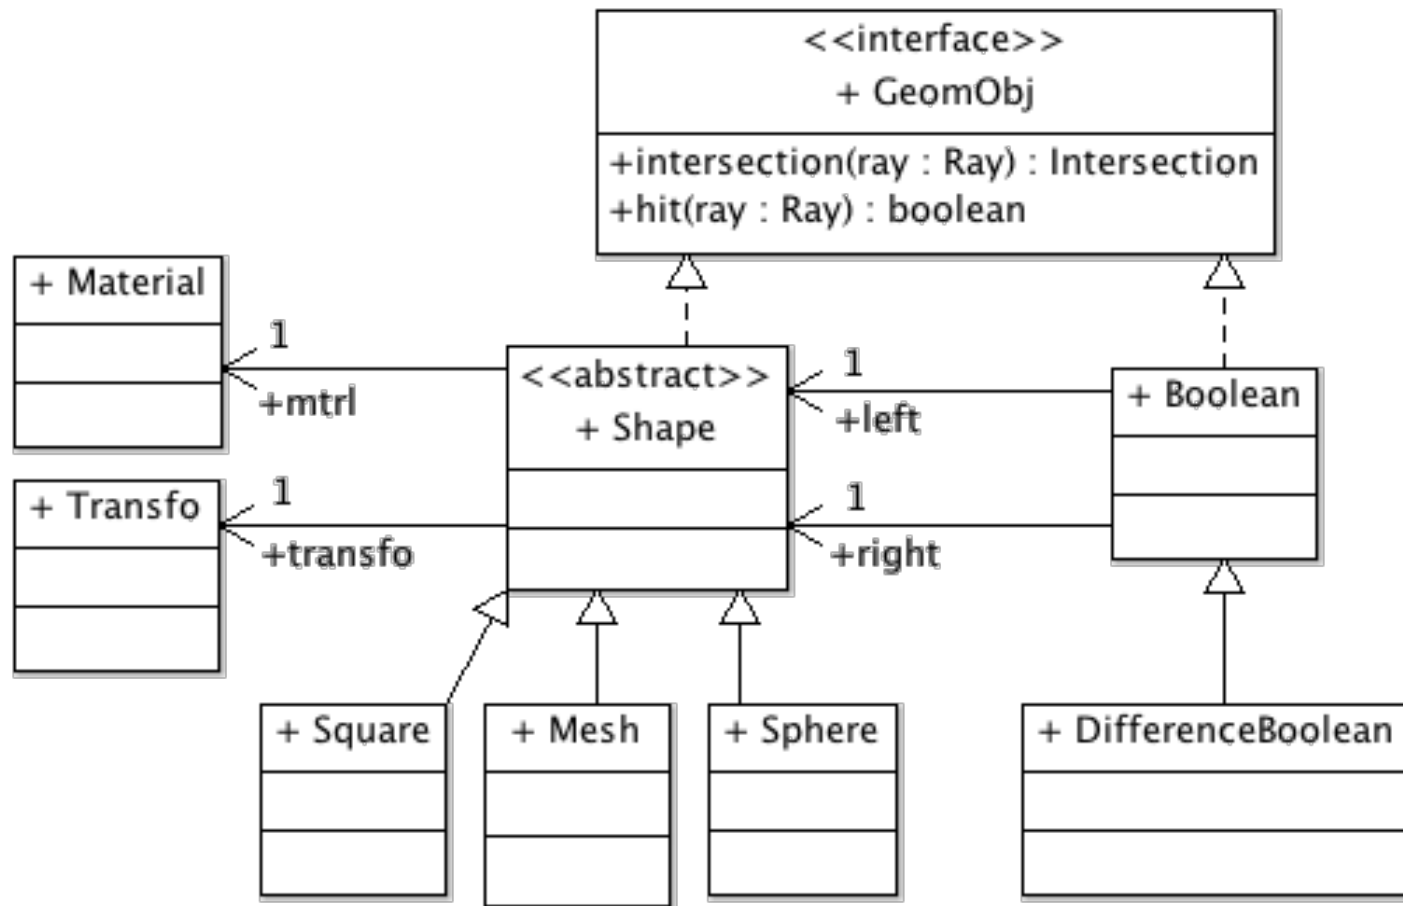 <<interface>>
+ GeomObj
+intersection(ray : Ray) : Intersection
+hit(ray : Ray) : boolean
+ Material
1
+mtrl
<<abstract>>
+ Shape
1
+left
+ Boolean
+ Transfo
1
+transfo
1
+right
+ Square
+ Mesh
+ Sphere
+ DifferenceBoolean